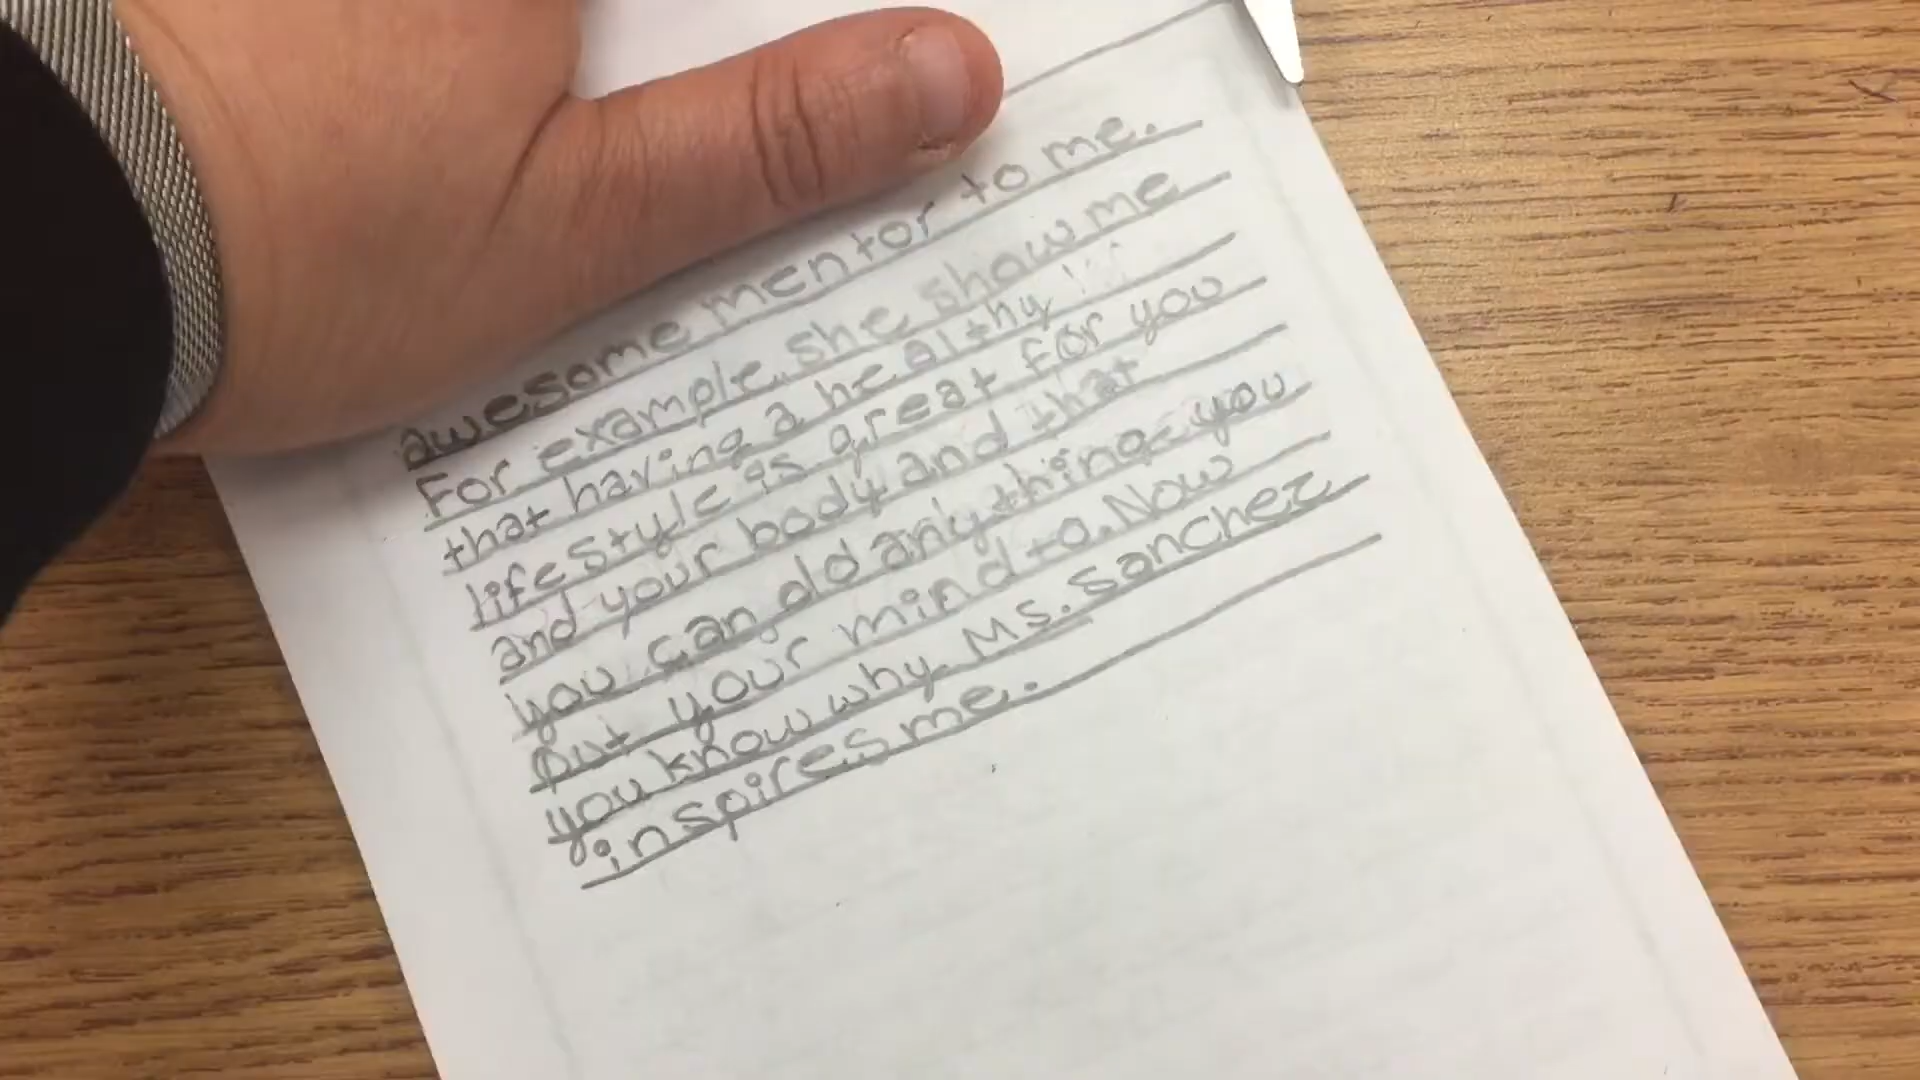 awesome mentor to me.
For example, she show me
that having a healthy
lifestyle is great for you
and your body and that
you can do anything you
put your mind to. Now
you know why Ms. Sanchez
inspires me.